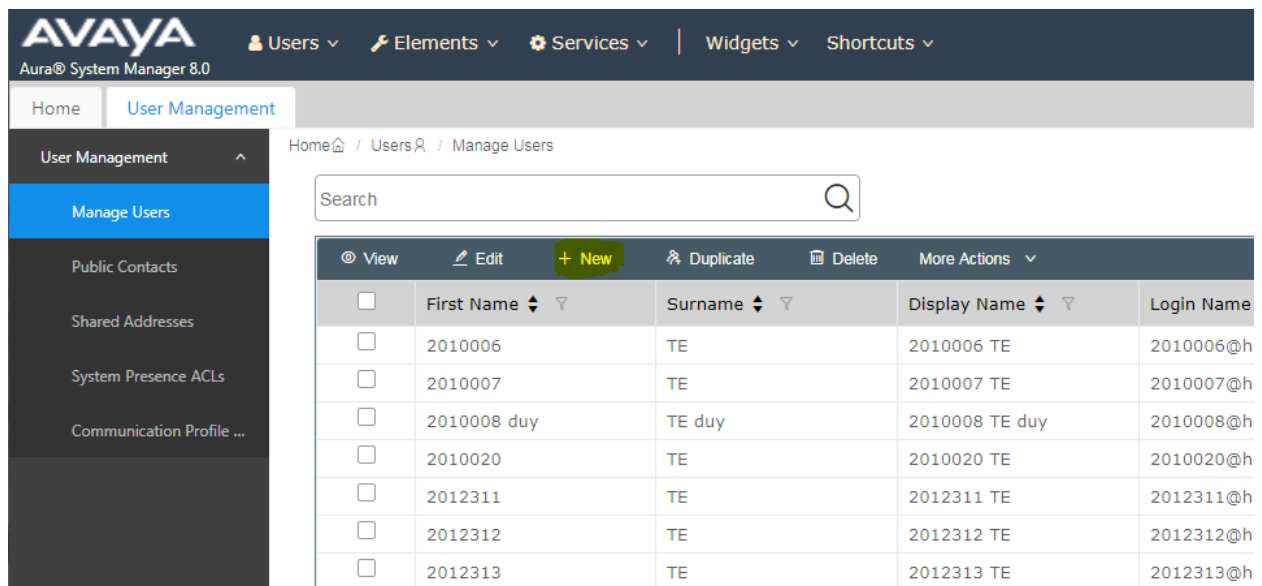 AVAYA
Aura® System Manager 8.0
Users Elements Services Widgets Shortcuts
Home User Management
User Management
Manage Users
Public Contacts
Shared Addresses
System Presence ACLs
Communication Profile ...
Home / Users / Manage Users
Search
View Edit + New Duplicate Delete More Actions
First Name Surname Display Name Login Name
2010006 TE 2010006 TE 2010006@h
2010007 TE 2010007 TE 2010007@h
2010008 duy TE duy 2010008 TE duy 2010008@h
2010020 TE 2010020 TE 2010020@h
2012311 TE 2012311 TE 2012311@h
2012312 TE 2012312 TE 2012312@h
2012313 TE 2012313 TE 2012313@h